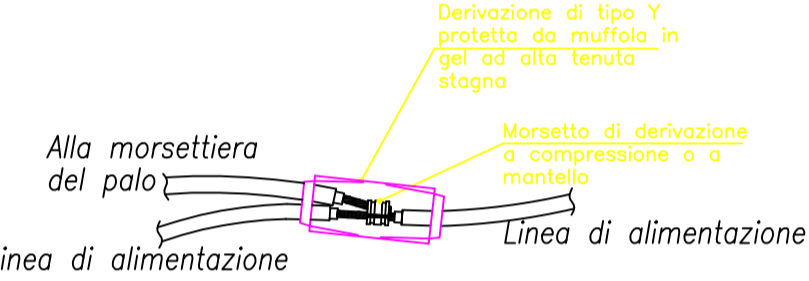 Derivazione di tipo Y
protetta da muffola in
gel ad alta tenuta
stagna
Morsetto di derivazione
a compressione o a
mantello
Alla morsettiera
del palo
Linea di alimentazione
inea di alimentazione